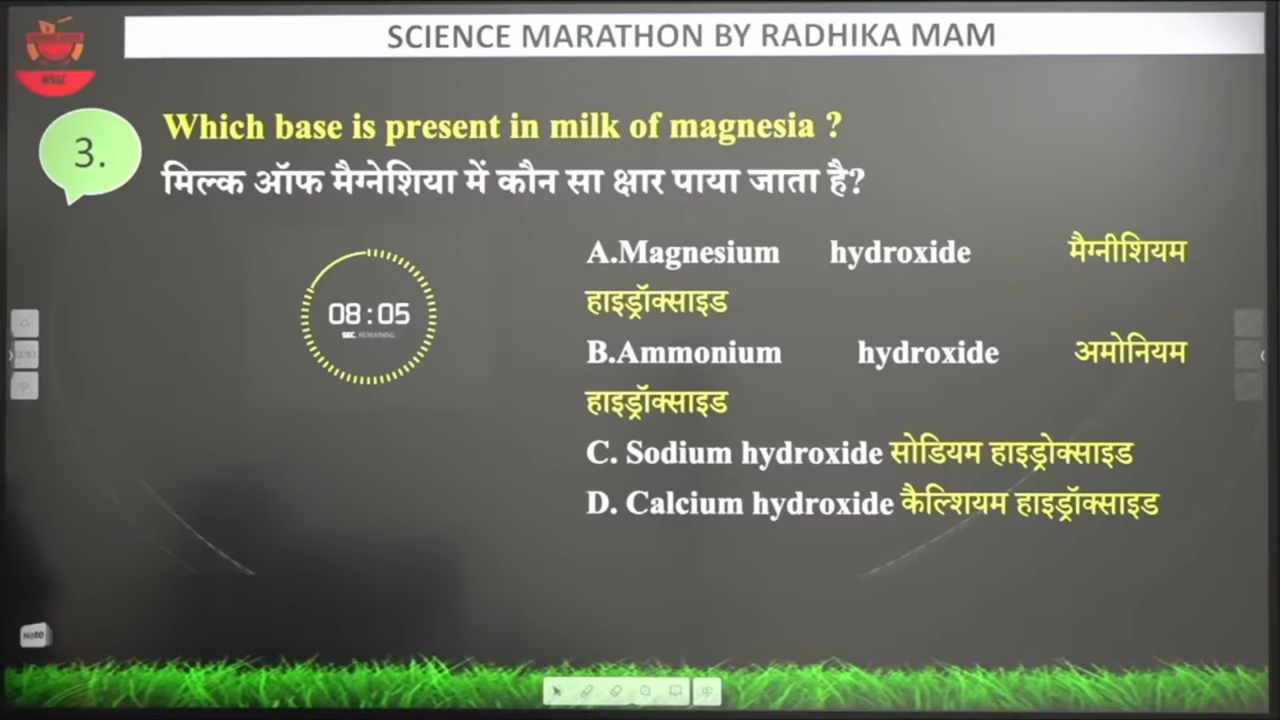 SCIENCE MARATHON BY RADHIKA MAM
HSSC
3.
Which base is present in milk of magnesia ?
मिल्क ऑफ मैग्नेशिया में कौन सा क्षार पाया जाता है?
A.Magnesium hydroxide मैग्नीशियम
हाइड्रॉक्साइड
B.Ammonium hydroxide अमोनियम
हाइड्रॉक्साइड
C. Sodium hydroxide सोडियम हाइड्रोक्साइड
D. Calcium hydroxide कैल्शियम हाइड्रॉक्साइड
08:05
SEC REMAINING
Note